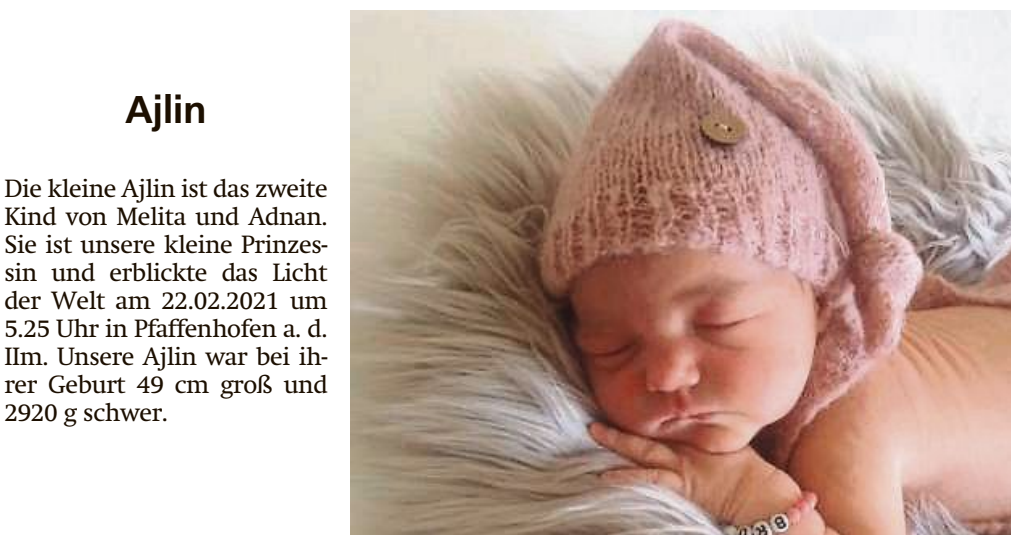 Ajlin
Die kleine Ajlin ist das zweite
Kind von Melita und Adnan.
Sie ist unsere kleine Prinzes-
sin und erblickte das Licht
der Welt am 22.02.2021 um
5.25 Uhr in Pfaffenhofen a. d.
IIm. Unsere Ajlin war bei ih-
rer Geburt 49 cm groß und
2920 g schwer.